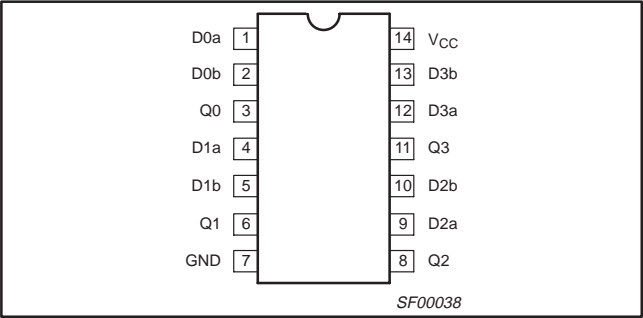 D0a 1 14 VCC
D0b 2 13 D3b
Q0 3 12 D3a
D1a 4 11 Q3
D1b 5 10 D2b
Q1 6 9 D2a
GND 7 8 Q2
SF00038